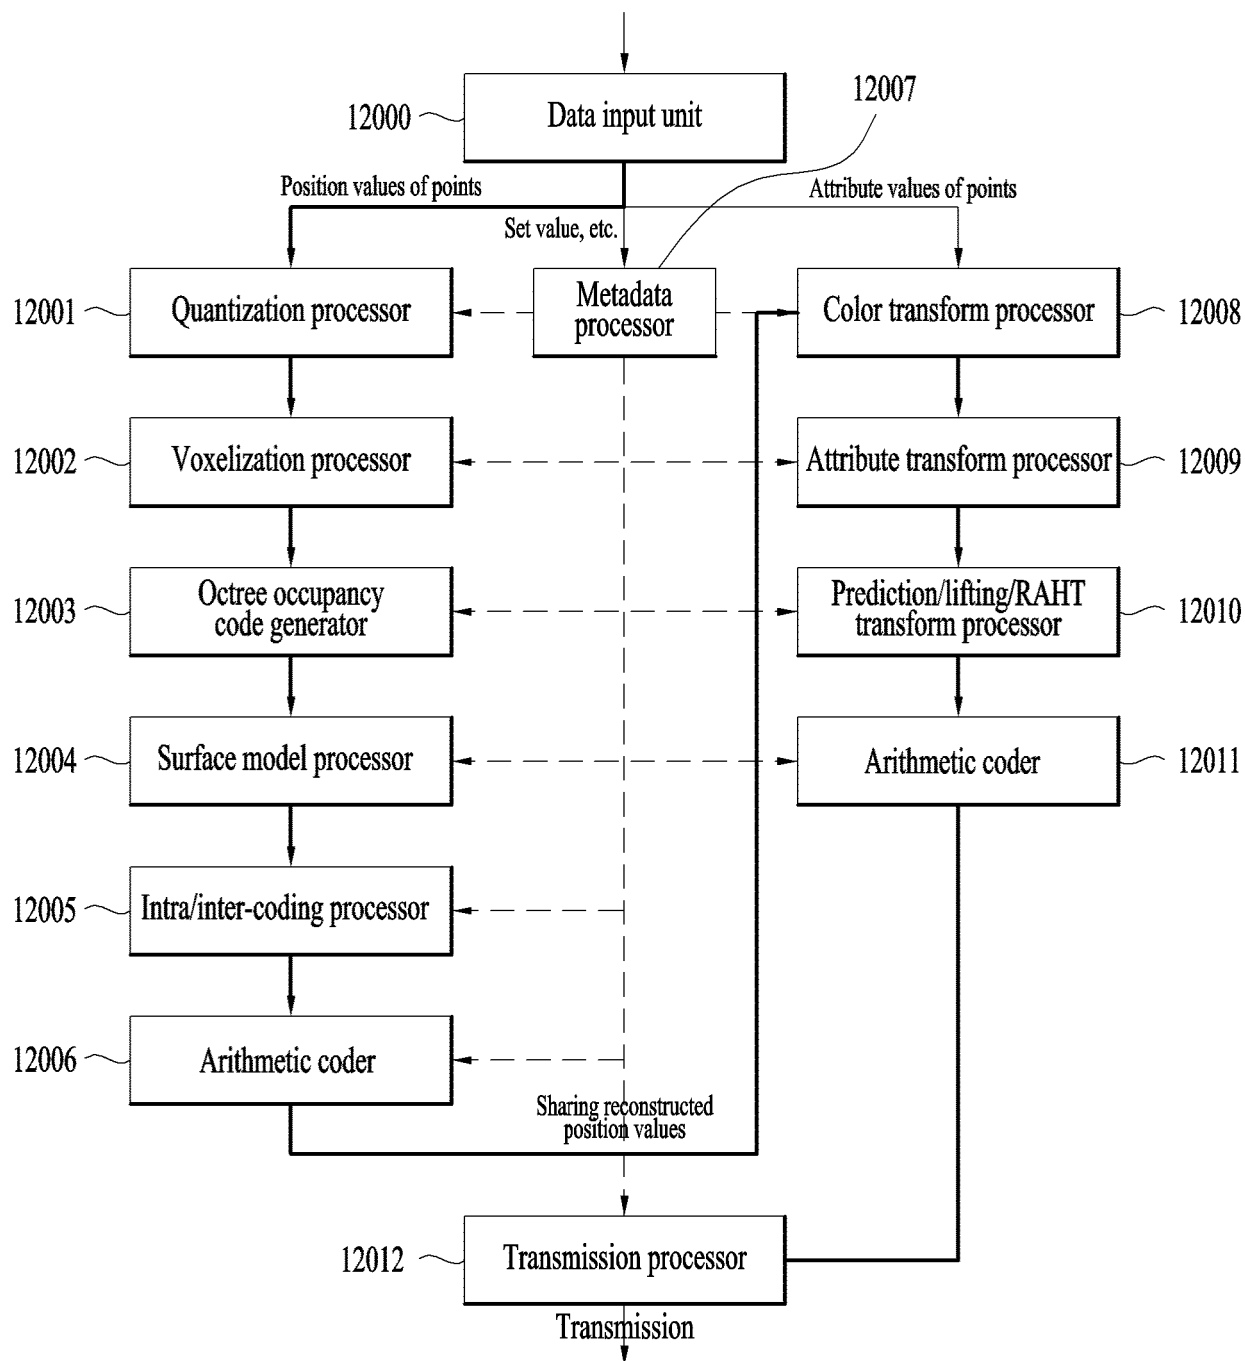 12000
Data input unit
12007
Position values of points
Set value, etc.
Attribute values of points
12001
Quantization processor
Metadata
processor
Color transform processor
12008
12002
Voxelization processor
Attribute transform processor
12009
12003
Octree occupancy
code generator
Prediction/lifting/RAHT
transform processor
12010
12004
Surface model processor
Arithmetic coder
12011
12005
Intra/inter-coding processor
12006
Arithmetic coder
Sharing reconstructed
position values
12012
Transmission processor
Transmission